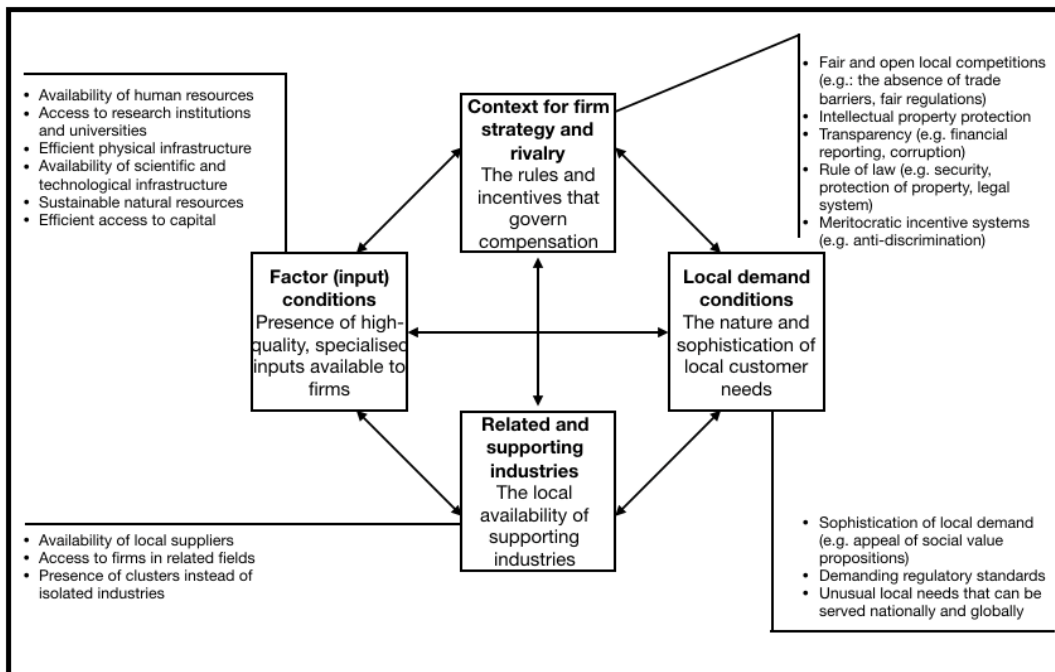 • Availability of human resources
• Access to research institutions
and universities
• Efficient physical infrastructure
• Availability of scientific and
technological infrastructure
• Sustainable natural resources
• Efficient access to capital
Context for firm
strategy and
rivalry
The rules and
incentives that
govern
compensation
• Fair and open local competitions
(e.g.: the absence of trade
barriers, fair regulations)
• Intellectual property protection
• Transparency (e.g. financial
reporting, corruption)
• Rule of law (e.g. security,
protection of property, legal
system)
• Meritocratic incentive systems
(e.g. anti-discrimination)
Factor (input)
conditions
Presence of high-
quality, specialised
inputs available to
firms
Local demand
conditions
The nature and
sophistication of
local customer
needs
Related and
supporting
industries
The local
availability of
supporting
industries
• Availability of local suppliers
• Access to firms in related fields
• Presence of clusters instead of
isolated industries
• Sophistication of local demand
(e.g. appeal of social value
propositions)
• Demanding regulatory standards
• Unusual local needs that can be
served nationally and globally